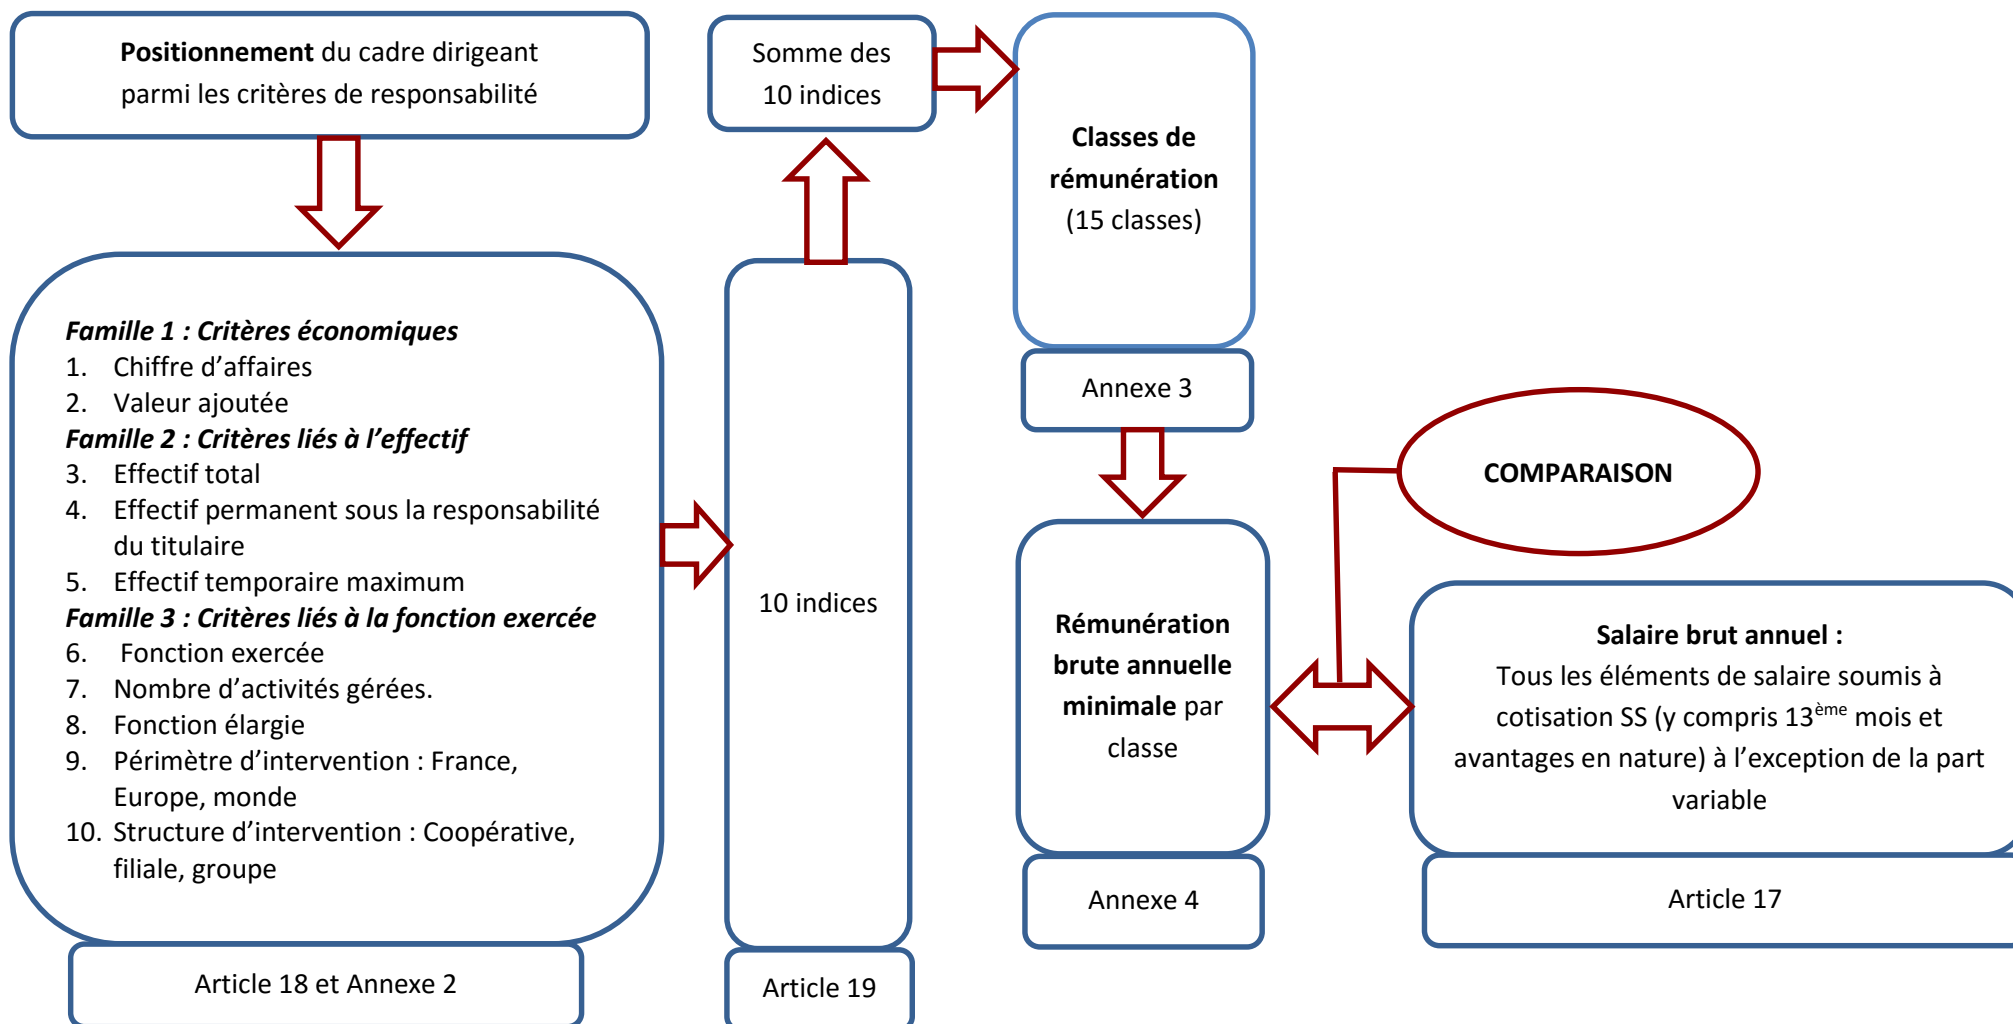 Positionnement du cadre dirigeant
parmi les critères de responsabilité
Famille 1 : Critères économiques
1. Chiffre d’affaires
2. Valeur ajoutée
Famille 2 : Critères liés à l’effectif
3. Effectif total
4. Effectif permanent sous la responsabilité
du titulaire
5. Effectif temporaire maximum
Famille 3 : Critères liés à la fonction exercée
6. Fonction exercée
7. Nombre d’activités gérées.
8. Fonction élargie
9. Périmètre d’intervention : France,
Europe, monde
10. Structure d’intervention : Coopérative,
filiale, groupe
Article 18 et Annexe 2
10 indices
Article 19
Somme des
10 indices
Classes de
rémunération
(15 classes)
Annexe 3
Rémunération
brute annuelle
minimale par
classe
Annexe 4
COMPARAISON
Salaire brut annuel :
Tous les éléments de salaire soumis à
cotisation SS (y compris 13ème mois et
avantages en nature) à l’exception de la part
variable
Article 17